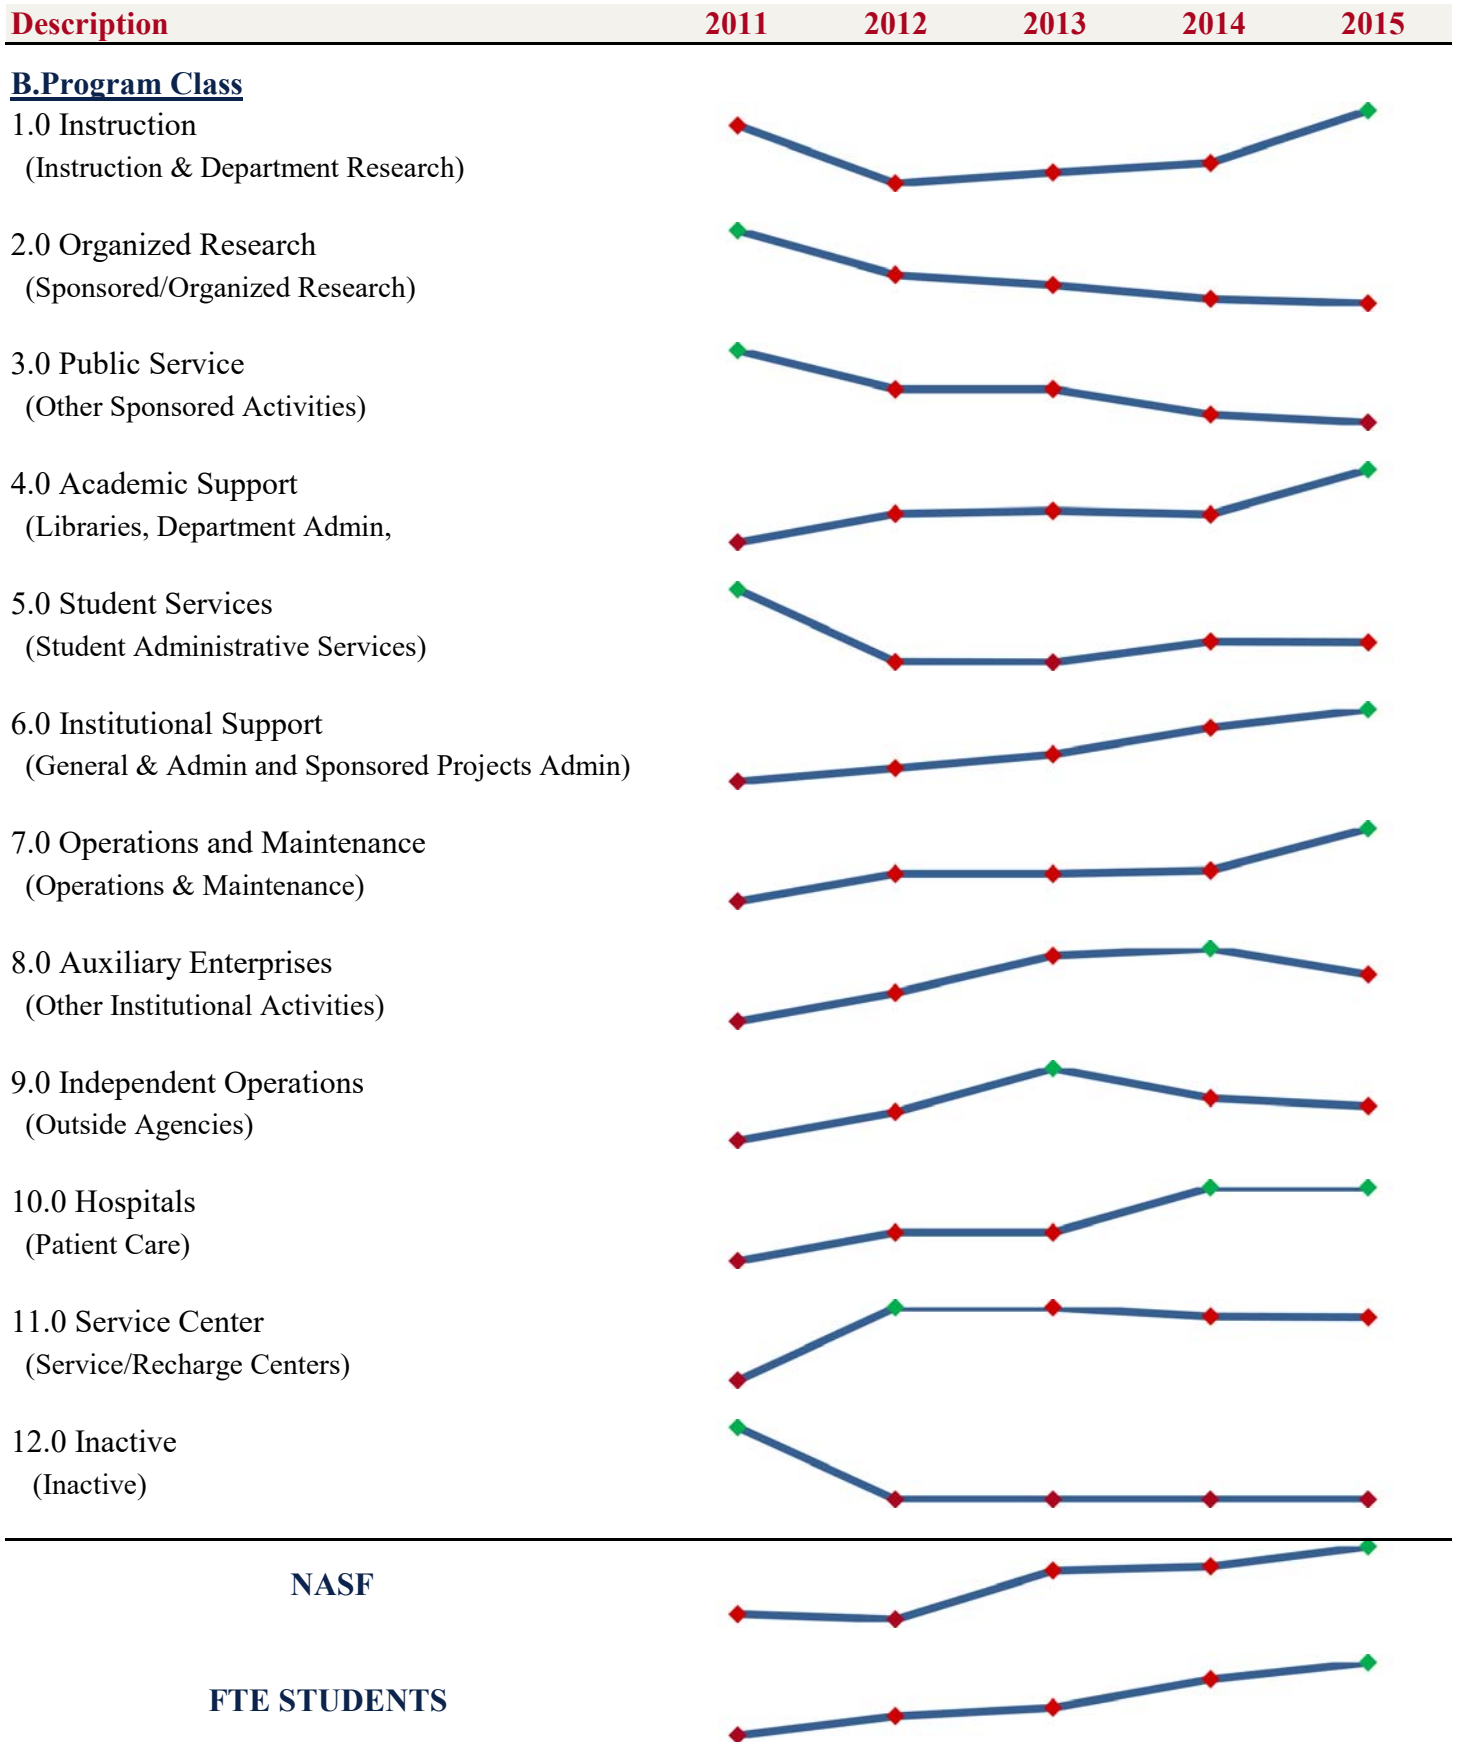 Description 2011 2012 2013 2014 2015
B.Program Class
1.0 Instruction
(Instruction & Department Research)
2.0 Organized Research
(Sponsored/Organized Research)
3.0 Public Service
(Other Sponsored Activities)
4.0 Academic Support
(Libraries, Department Admin,
5.0 Student Services
(Student Administrative Services)
6.0 Institutional Support
(General & Admin and Sponsored Projects Admin)
7.0 Operations and Maintenance
(Operations & Maintenance)
8.0 Auxiliary Enterprises
(Other Institutional Activities)
9.0 Independent Operations
(Outside Agencies)
10.0 Hospitals
(Patient Care)
11.0 Service Center
(Service/Recharge Centers)
12.0 Inactive
(Inactive)
NASF
FTE STUDENTS